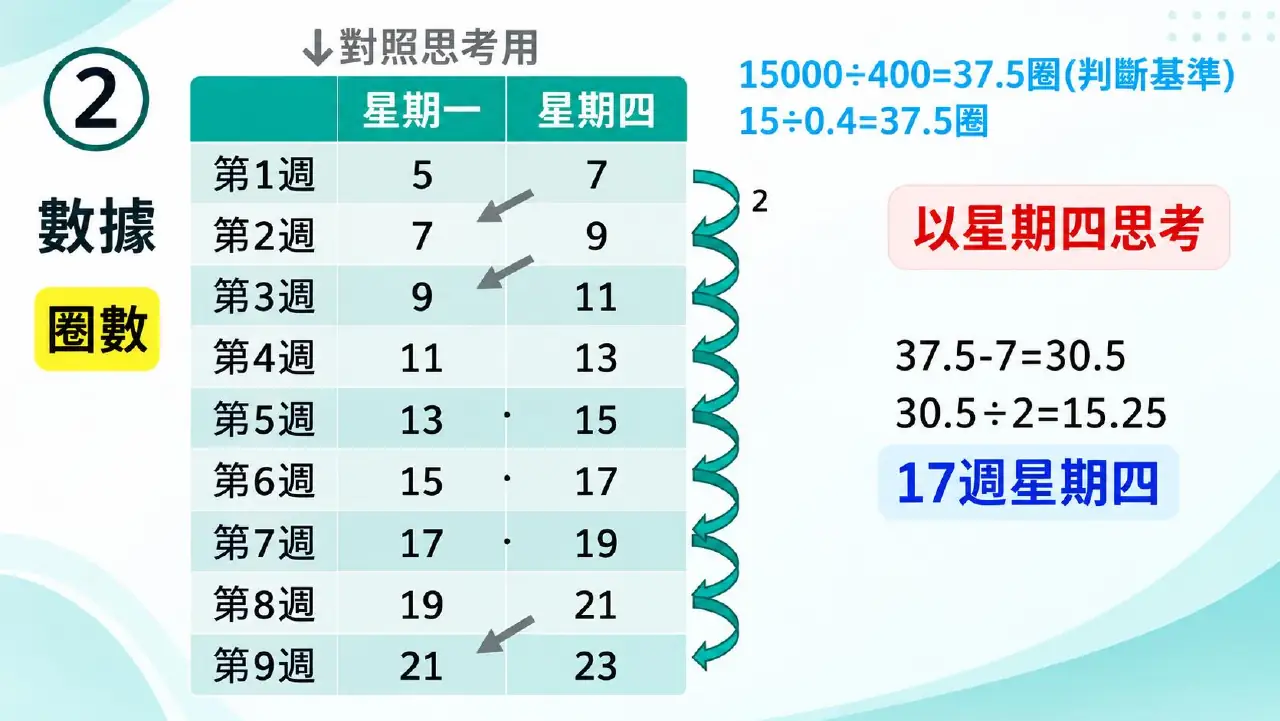 ②
數據
圈數
↓對照思考用
星期一 星期四
第1週 5 7
第2週 7 9
第3週 9 11
第4週 11 13
第5週 13 15
第6週 15 17
第7週 17 19
第8週 19 21
第9週 21 23
2
15000÷400=37.5圈(判斷基準)
15÷0.4=37.5圈
以星期四思考
37.5-7=30.5
30.5÷2=15.25
17週星期四